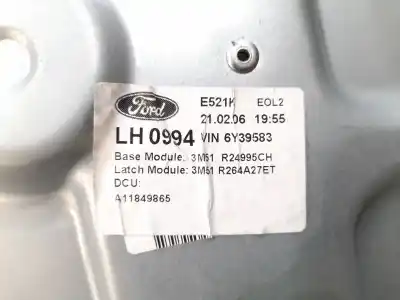 Ford
E521K EOL2
21.02.06 19:55
LH 0994 VIN 6Y39583
Base Module: 3M51 R24995CH
Latch Module: 3M51 R264A27ET
DCU:
A11849865